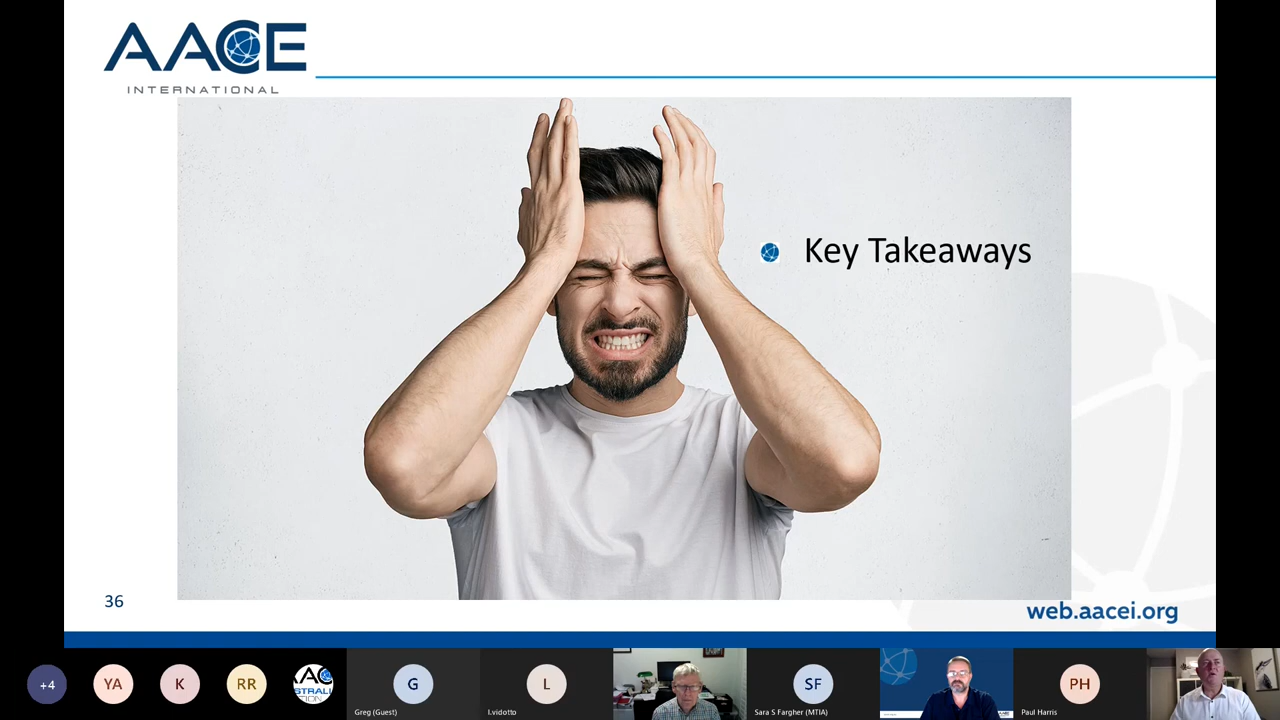 AACE
INTERNATIONAL
Key Takeaways
36
web.aacei.org
+4
YA
K
RR
G
Greg (Guest)
L
l.vidotto
SF
Sara S Fargher (MTIA)
PH
Paul Harris